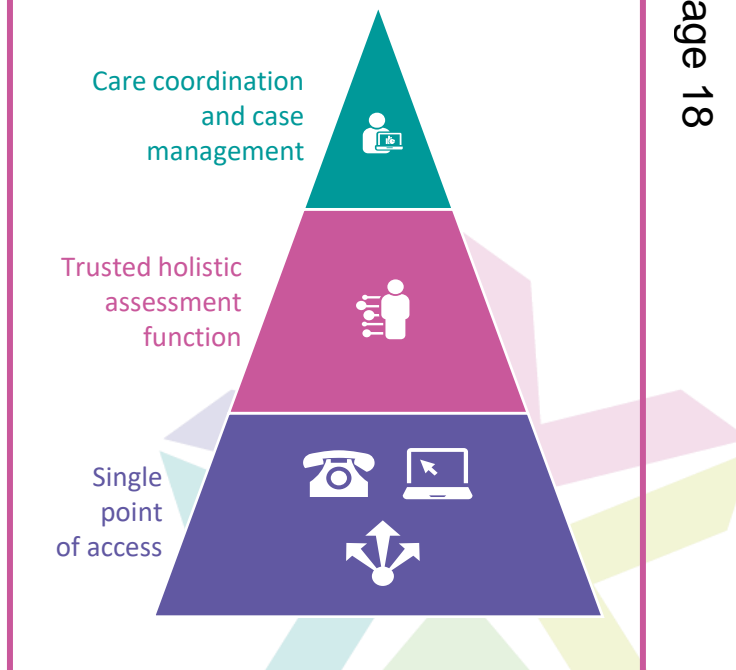 Care coordination
and case
management
Trusted holistic
assessment
function
Single
point
of access
age 18